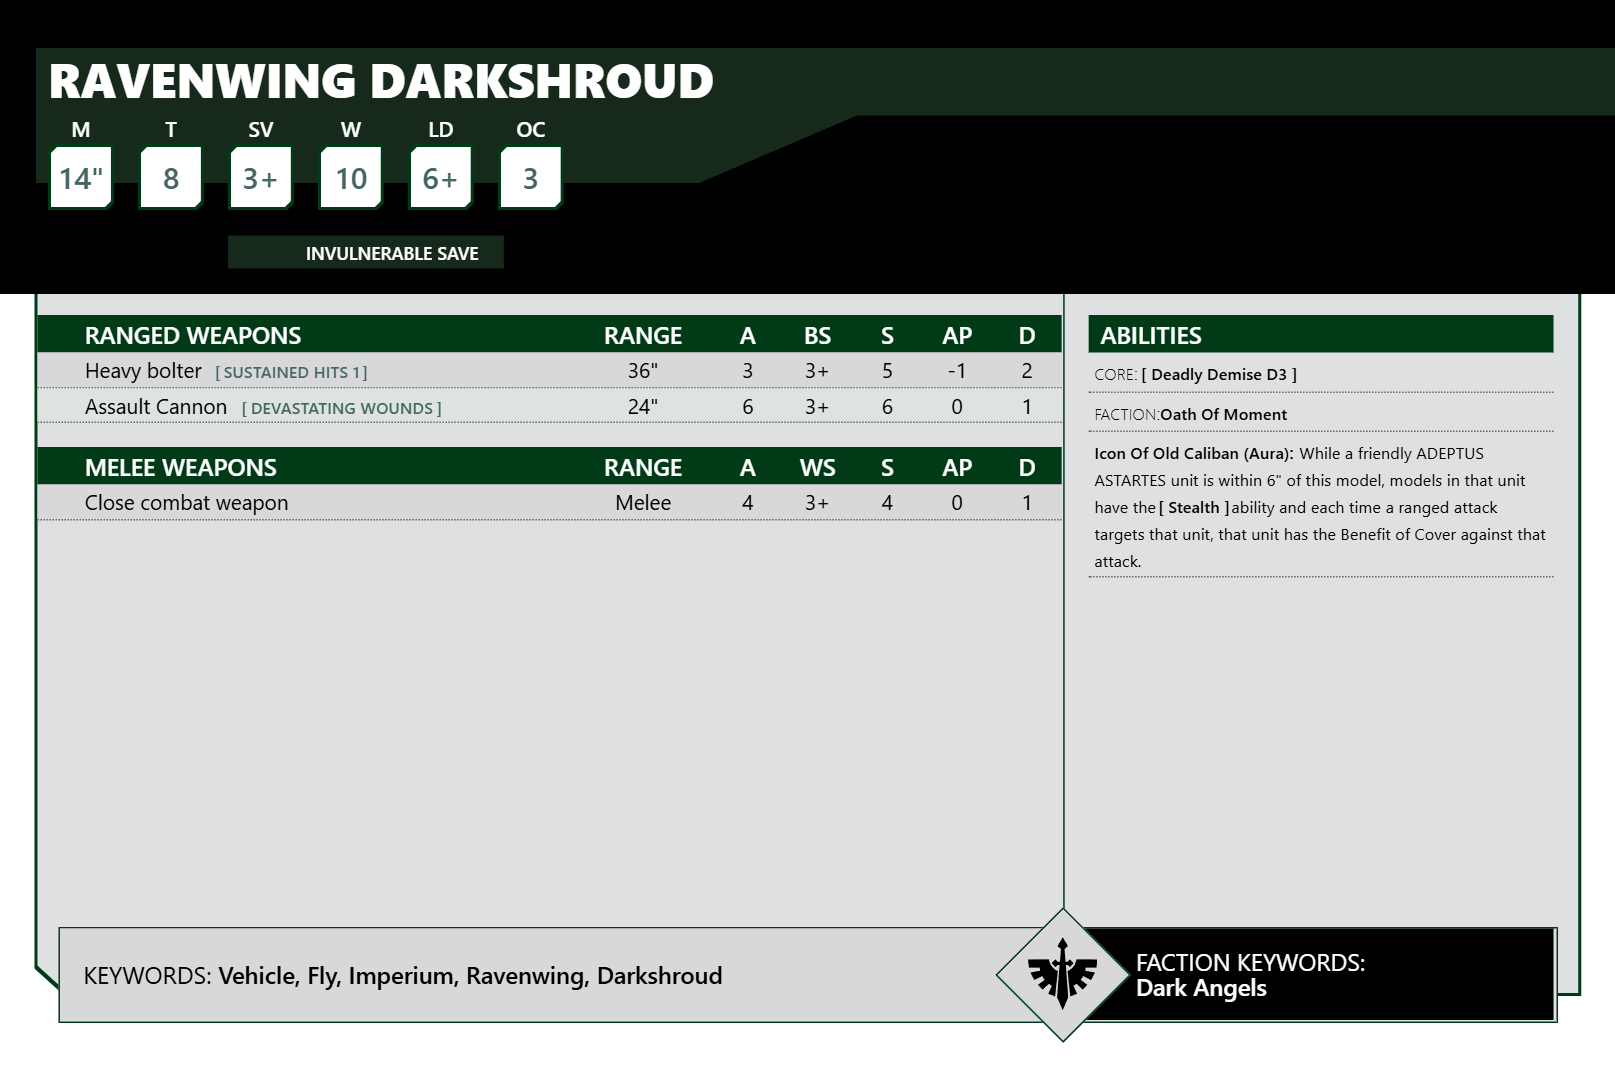 RAVENWING DARKSHROUD
M T SV W LD OC
14" 8 3+ 10 6+ 3
INVULNERABLE SAVE
RANGED WEAPONS RANGE A BS S AP D
Heavy bolter [ SUSTAINED HITS 1 ] 36" 3 3+ 5 -1 2
Assault Cannon [ DEVASTATING WOUNDS ] 24" 6 3+ 6 0 1
MELEE WEAPONS RANGE A WS S AP D
Close combat weapon Melee 4 3+ 4 0 1
ABILITIES
CORE: [ Deadly Demise D3 ]
FACTION:Oath Of Moment
Icon Of Old Caliban (Aura): While a friendly ADEPTUS
ASTARTES unit is within 6" of this model, models in that unit
have the [ Stealth ] ability and each time a ranged attack
targets that unit, that unit has the Benefit of Cover against that
attack.
KEYWORDS: Vehicle, Fly, Imperium, Ravenwing, Darkshroud
FACTION KEYWORDS:
Dark Angels